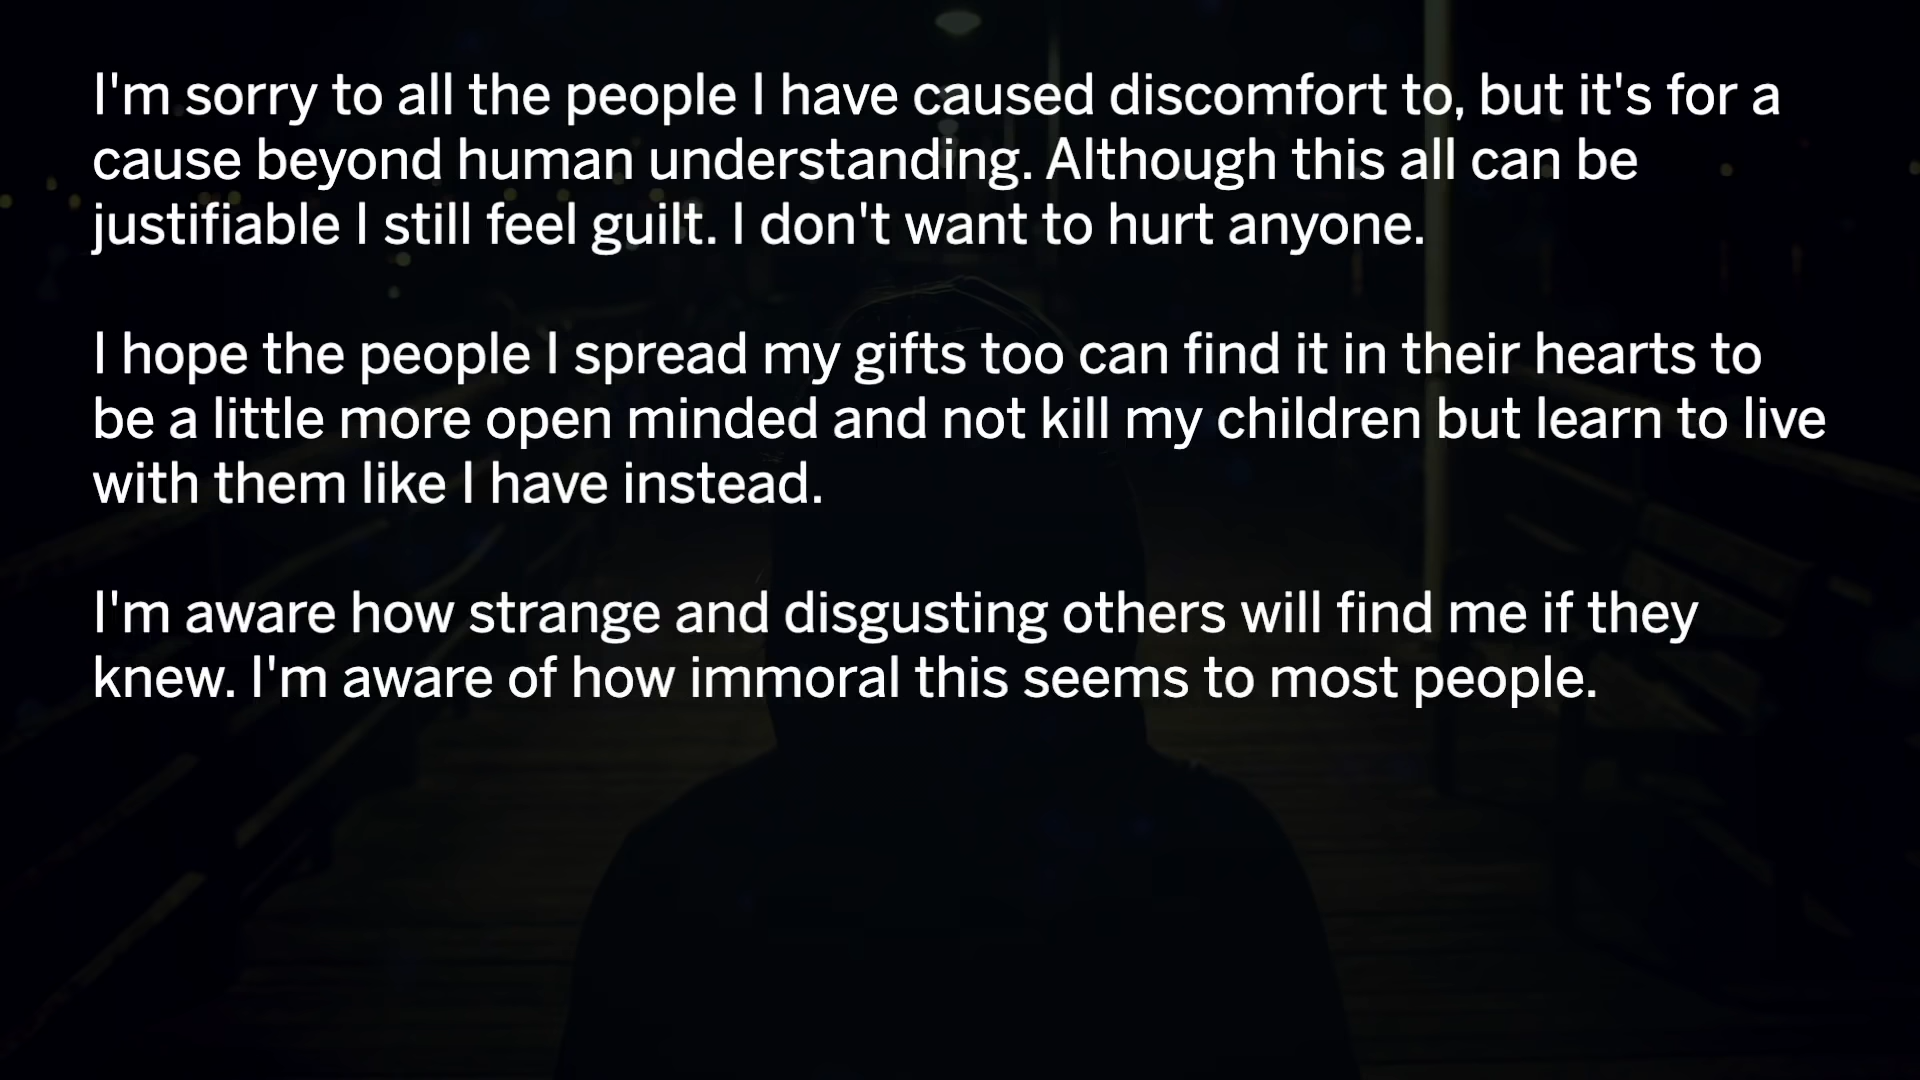 I'm sorry to all the people I have caused discomfort to, but it's for a
cause beyond human understanding. Although this all can be
justifiable I still feel guilt. I don't want to hurt anyone.
I hope the people I spread my gifts too can find it in their hearts to
be a little more open minded and not kill my children but learn to live
with them like I have instead.
I'm aware how strange and disgusting others will find me if they
knew. I'm aware of how immoral this seems to most people.